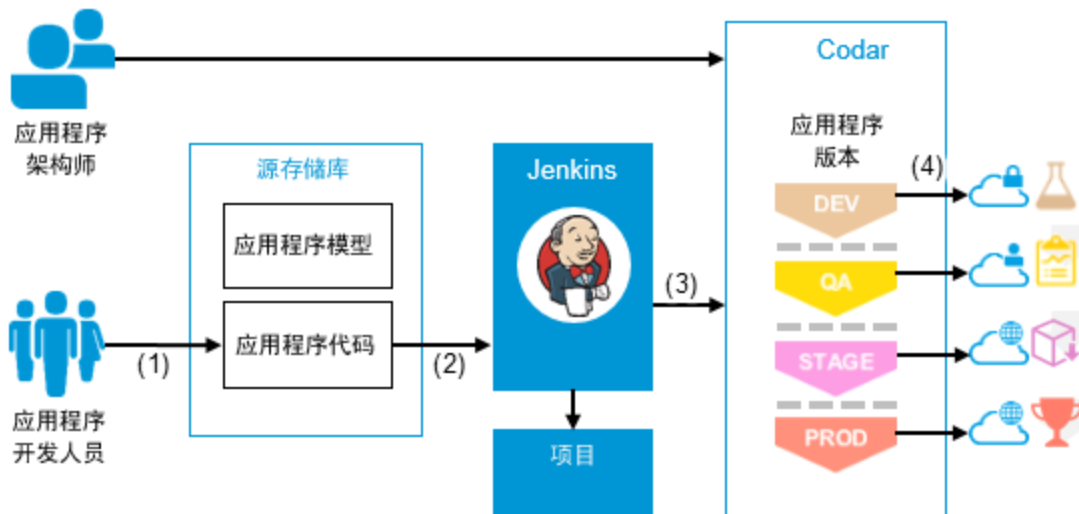 应用程序
架构师
源存储库
应用程序模型
应用程序代码
应用程序
开发人员
(1)
(2)
Jenkins
项目
(3)
Codar
应用程序
版本
(4)
DEV
QA
STAGE
PROD